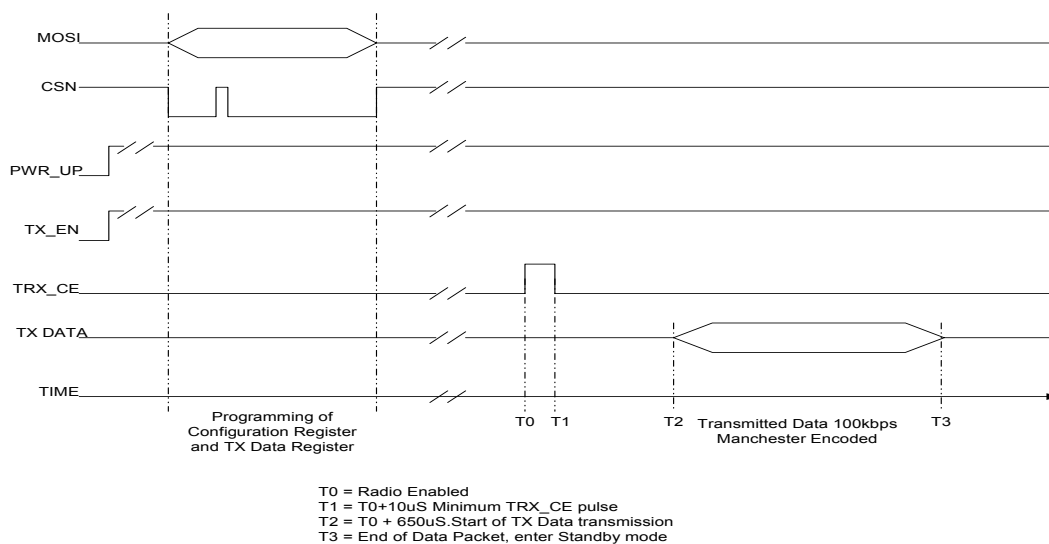 MOSI
CSN
PWR_UP
TX_EN
TRX_CE
TX DATA
TIME
Programming of
Configuration Register
and TX Data Register
T0
T1
T2
Transmitted Data 100kbps
Manchester Encoded
T3
T0 = Radio Enabled
T1 = T0+10uS Minimum TRX_CE pulse
T2 = T0 + 650uS.Start of TX Data transmission
T3 = End of Data Packet, enter Standby mode